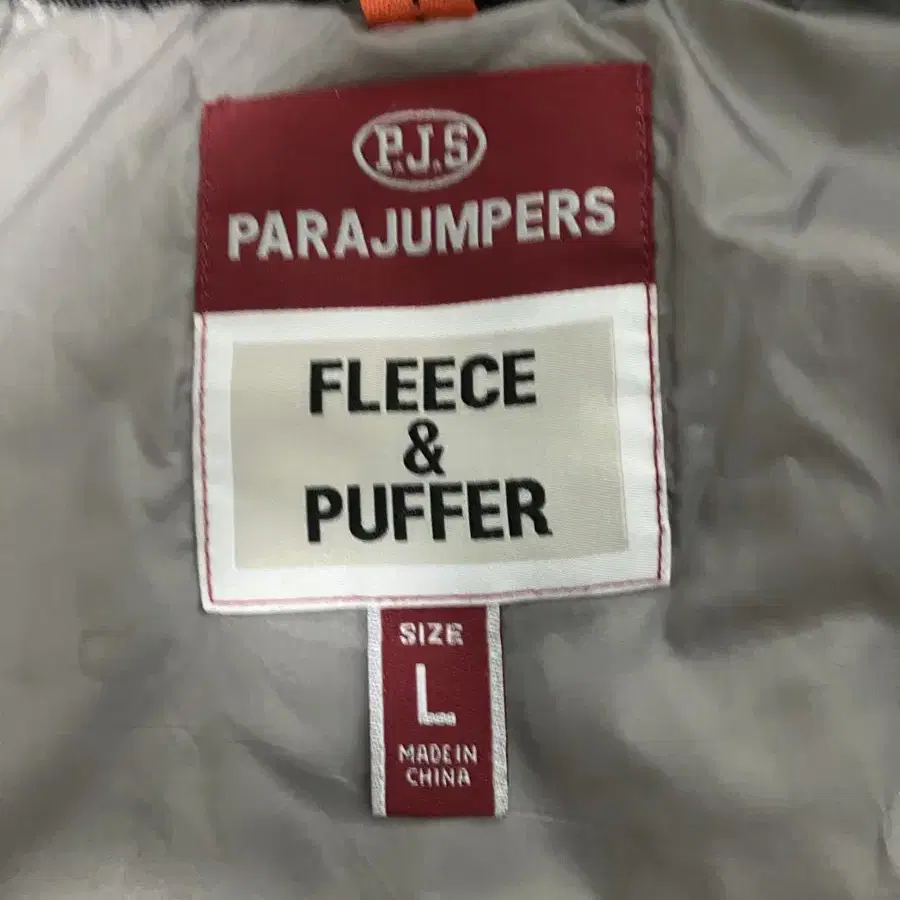 P.J.S
PARAJUMPERS
FLEECE
&
PUFFER
SIZE
L
MADE IN
CHINA